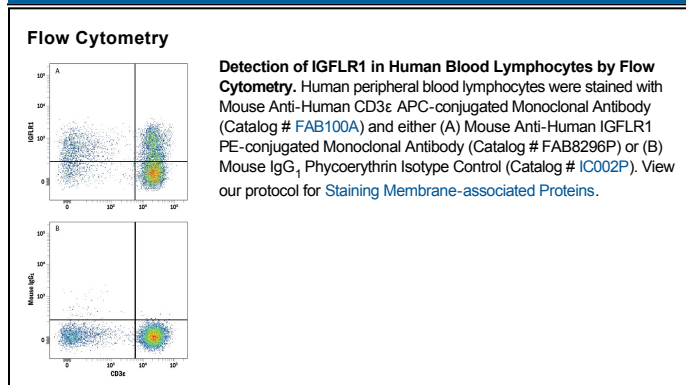 Flow Cytometry
Detection of IGFLR1 in Human Blood Lymphocytes by Flow
Cytometry. Human peripheral blood lymphocytes were stained with
Mouse Anti-Human CD3ε APC-conjugated Monoclonal Antibody
(Catalog # FAB100A) and either (A) Mouse Anti-Human IGFLR1
PE-conjugated Monoclonal Antibody (Catalog # FAB8296P) or (B)
Mouse IgG1 Phycoerythrin Isotype Control (Catalog # IC002P). View
our protocol for Staining Membrane-associated Proteins.
A
IGFLR1
10⁵
10⁴
10³
0
0 10³ 10⁴ 10⁵
B
Mouse IgG1
10⁵
10⁴
10³
0
0 10³ 10⁴ 10⁵
CD3ε